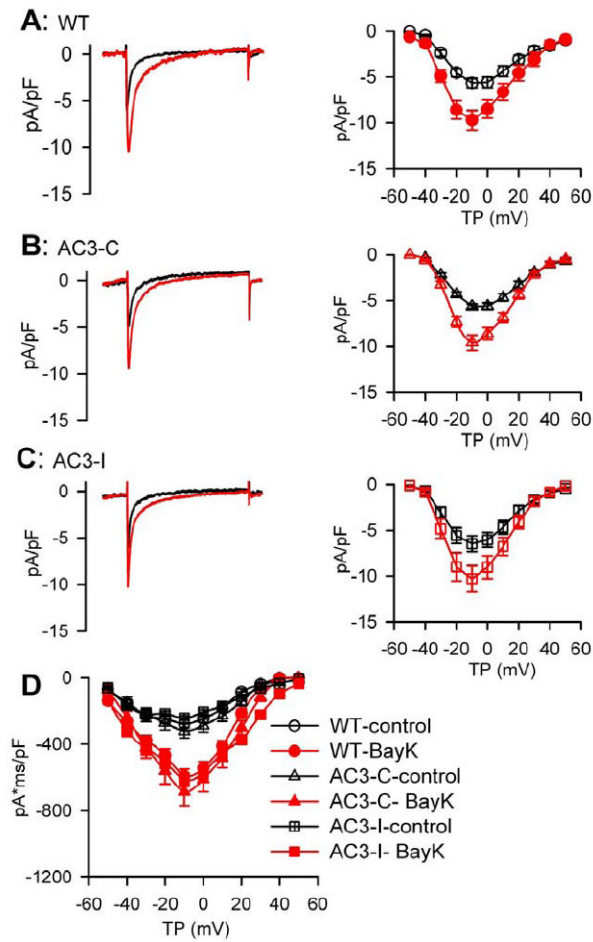 A: WT
0
-5
-10
-15
pA/pF
0
-5
-10
-15
pA/pF
-60 -40 -20 0 20 40 60
TP (mV)
B: AC3-C
0
-5
-10
-15
pA/pF
0
-5
-10
-15
pA/pF
-60 -40 -20 0 20 40 60
TP (mV)
C: AC3-I
0
-5
-10
-15
pA/pF
0
-5
-10
-15
pA/pF
-60 -40 -20 0 20 40 60
TP (mV)
D
0
-400
-800
-1200
pA*ms/pF
-60 -40 -20 0 20 40 60
TP (mV)
WT-control
WT-BayK
AC3-C-control
AC3-C- BayK
AC3-I-control
AC3-I- BayK